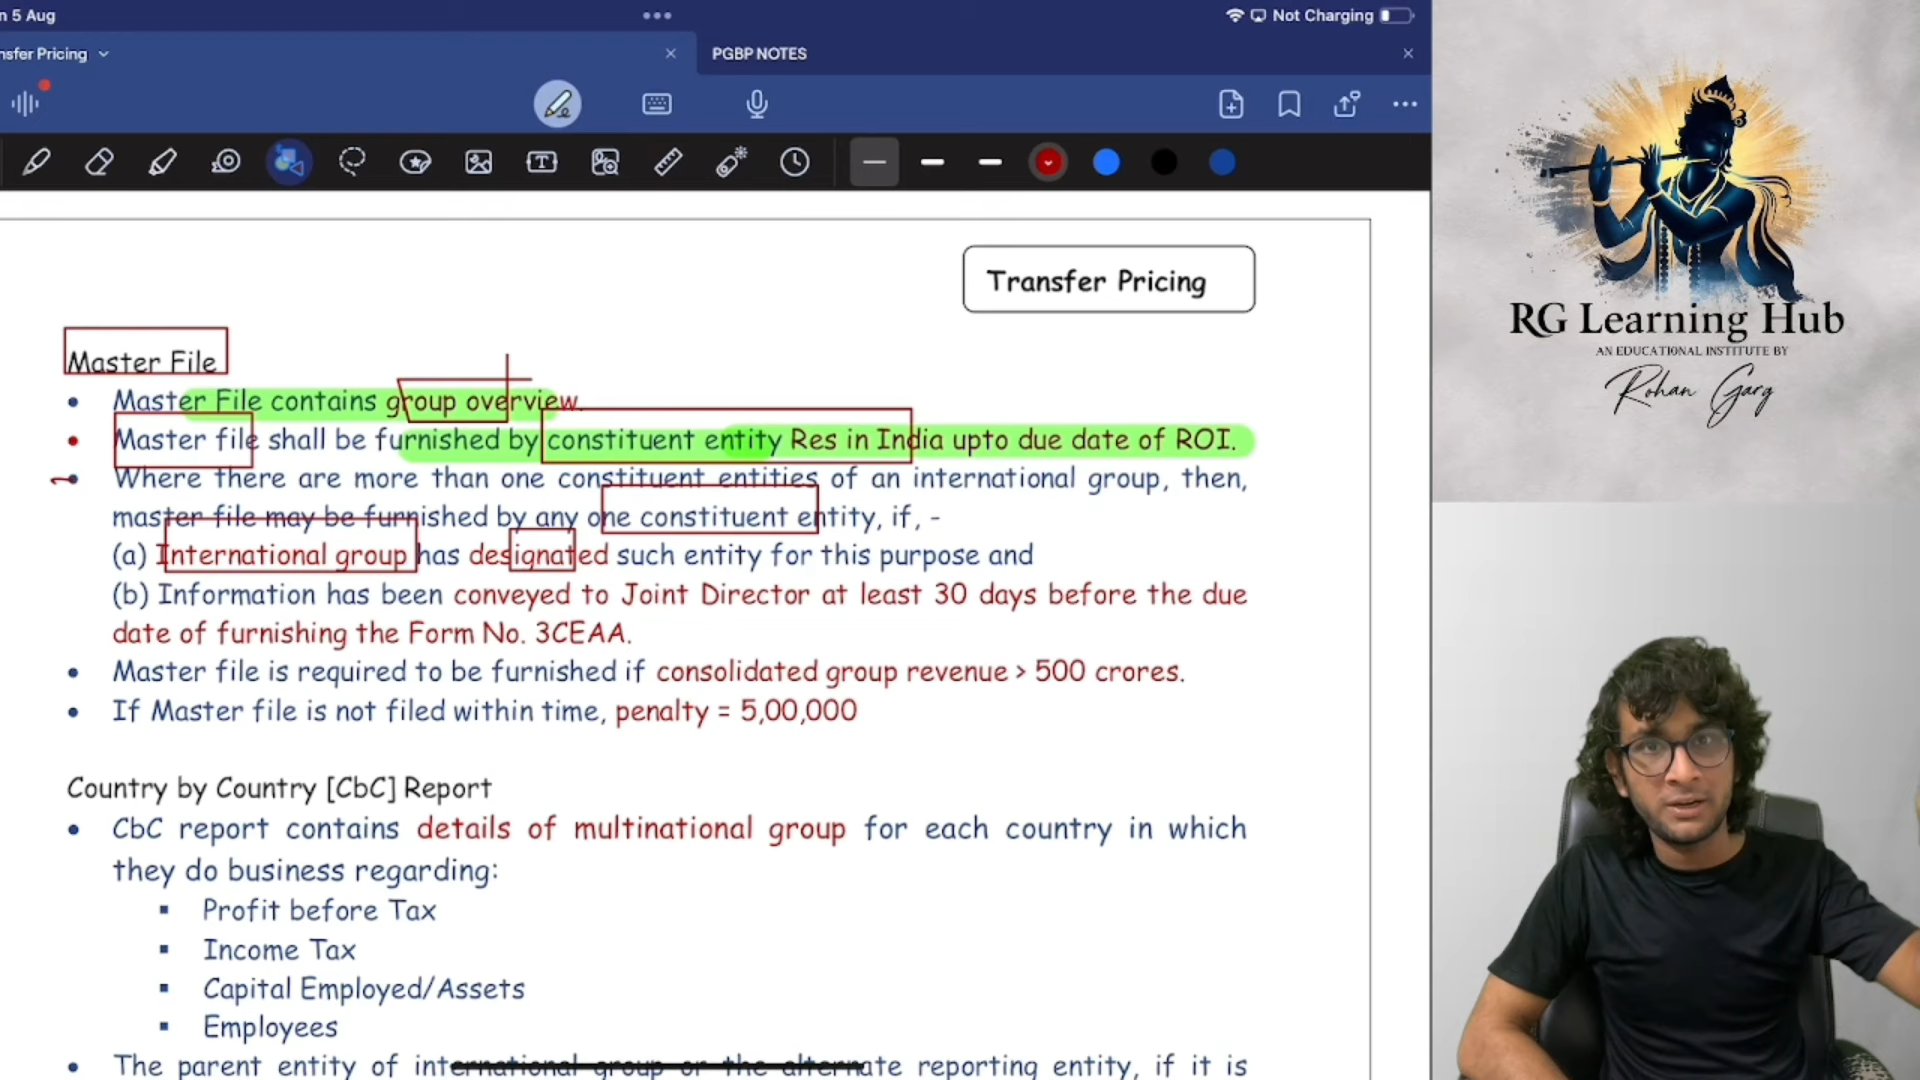 n 5 Aug
Not Charging
nsfer Pricing
PGBP NOTES
Transfer Pricing
Master File
• Master File contains group overview.
• Master file shall be furnished by constituent entity Res in India upto due date of ROI.
• Where there are more than one constituent entities of an international group, then,
master file may be furnished by any one constituent entity, if, -
(a) International group has designated such entity for this purpose and
(b) Information has been conveyed to Joint Director at least 30 days before the due
date of furnishing the Form No. 3CEAA.
• Master file is required to be furnished if consolidated group revenue > 500 crores.
• If Master file is not filed within time, penalty = 5,00,000
Country by Country [CbC] Report
• CbC report contains details of multinational group for each country in which
they do business regarding:
▪ Profit before Tax
▪ Income Tax
▪ Capital Employed/Assets
▪ Employees
• The parent entity of international group or the alternate reporting entity, if it is
RG Learning Hub
AN EDUCATIONAL INSTITUTE BY
Rohan Garg